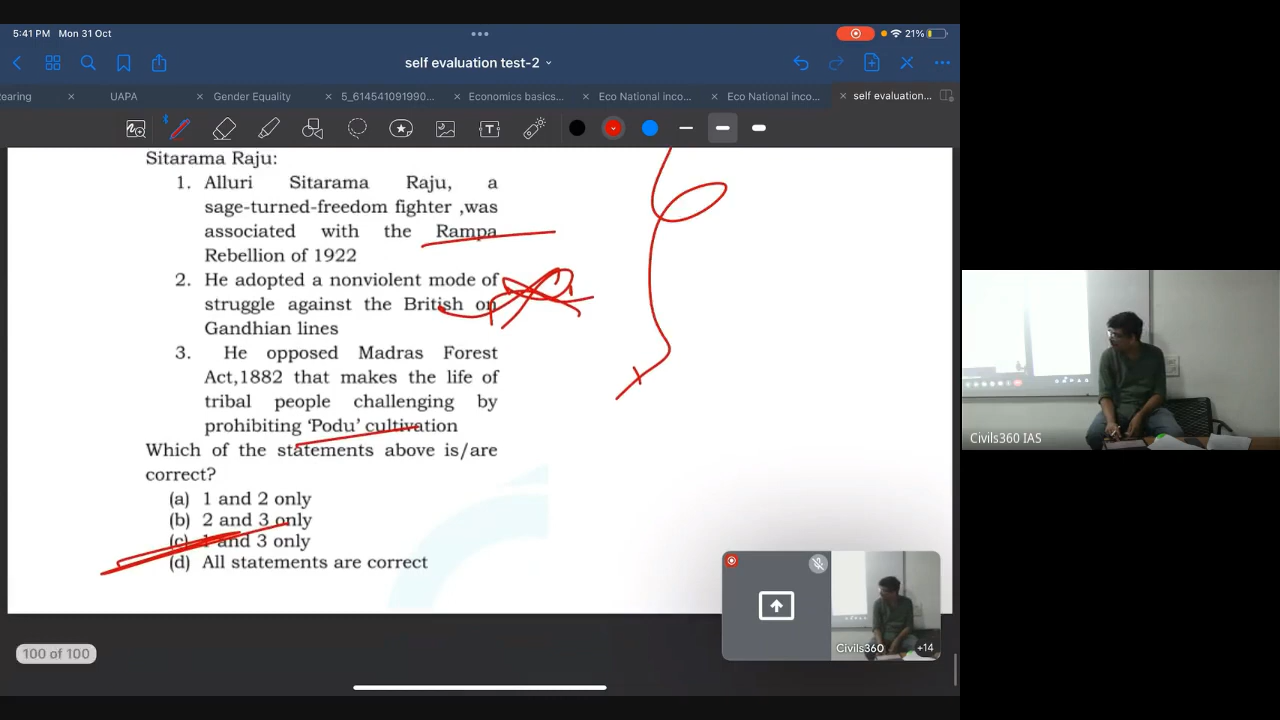 5:41 PM Mon 31 Oct
21%
self evaluation test-2
earing
UAPA
Gender Equality
5_614541091990...
Economics basics...
Eco National inco...
Eco National inco...
self evaluation...
Sitarama Raju:
1. Alluri Sitarama Raju, a
sage-turned-freedom fighter ,was
associated with the Rampa
Rebellion of 1922
2. He adopted a nonviolent mode of
struggle against the British on
Gandhian lines
3. He opposed Madras Forest
Act,1882 that makes the life of
tribal people challenging by
prohibiting ‘Podu’ cultivation
Which of the statements above is/are
correct?
(a) 1 and 2 only
(b) 2 and 3 only
(c) 1 and 3 only
(d) All statements are correct
100 of 100
Civils360
+14
Civils360 IAS